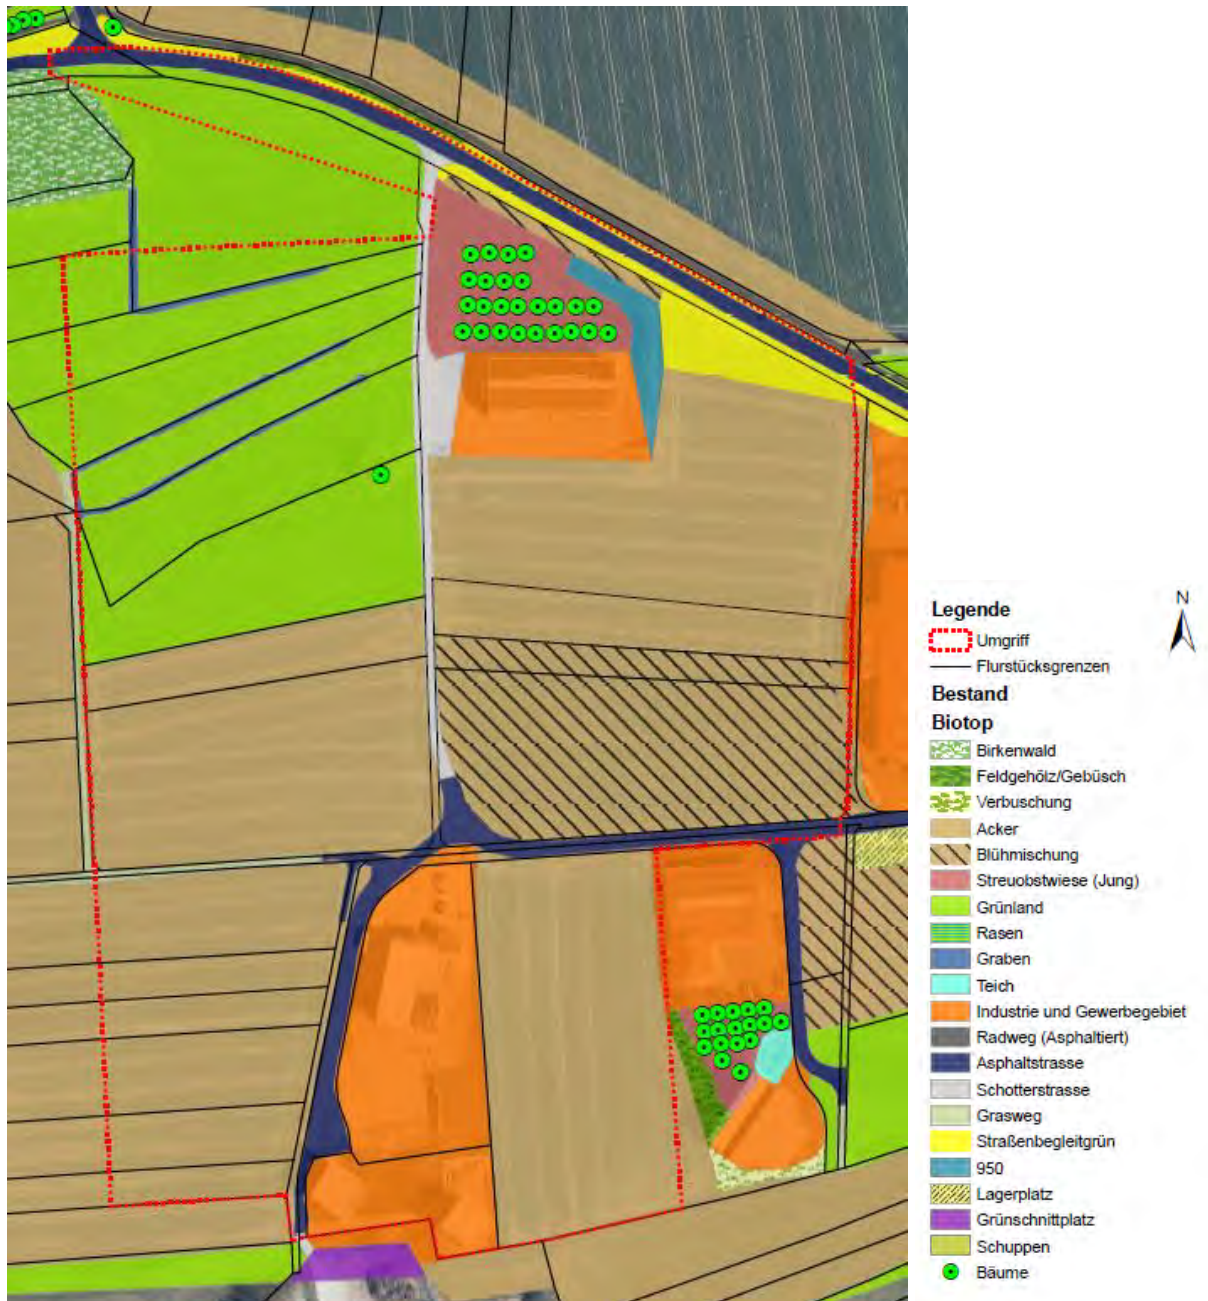 N
Legende
Umgriff
Flurstücksgrenzen
Bestand
Biotop
Birkenwald
Feldgehölz/Gebüsch
Verbuschung
Acker
Blühmischung
Streuobstwiese (Jung)
Grünland
Rasen
Graben
Teich
Industrie und Gewerbegebiet
Radweg (Asphaltiert)
Asphaltstrasse
Schotterstrasse
Grasweg
Straßenbegleitgrün
950
Lagerplatz
Grünschnittplatz
Schuppen
Bäume